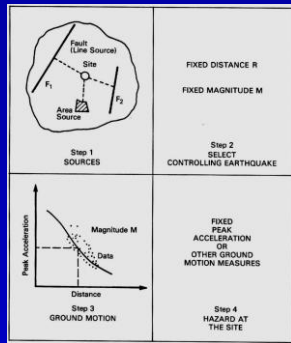 Fault
(Line Source)
Site
F1
F2
Area
Source
Step 1
SOURCES
FIXED DISTANCE R
FIXED MAGNITUDE M
Step 2
SELECT
CONTROLLING EARTHQUAKE
Peak Acceleration
Magnitude M
Data
Distance
Step 3
GROUND MOTION
FIXED
PEAK
ACCELERATION
OR
OTHER GROUND
MOTION MEASURES
Step 4
HAZARD AT
THE SITE